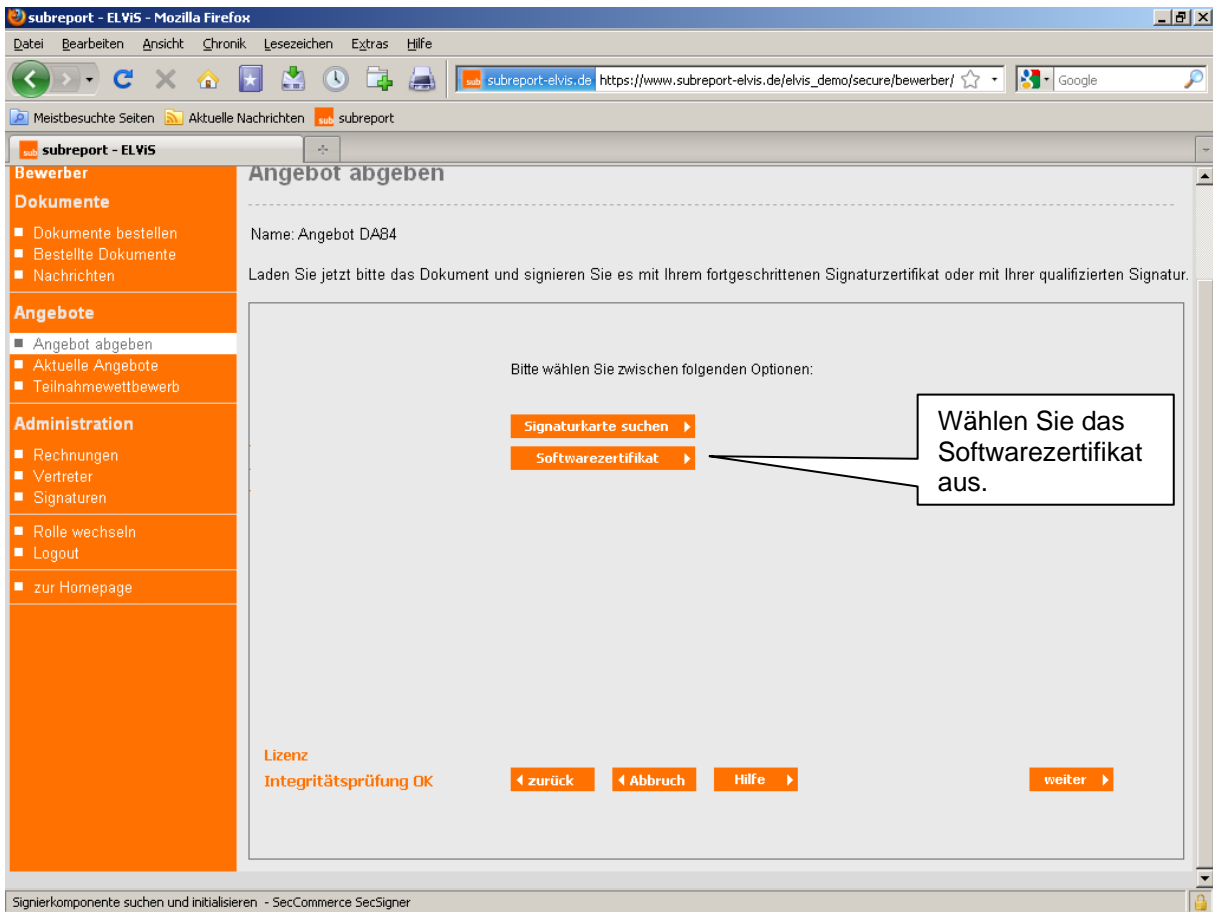 subreport - ELViS - Mozilla Firefox
Datei Bearbeiten Ansicht Chronik Lesezeichen Extras Hilfe
sub subreport-elvis.de https://www.subreport-elvis.de/elvis_demo/secure/bewerber/ Google
Meistbesuchte Seiten Aktuelle Nachrichten sub subreport
sub subreport - ELViS
Bewerber
Dokumente
Dokumente bestellen
Bestellte Dokumente
Nachrichten
Angebote
Angebot abgeben
Aktuelle Angebote
Teilnahmewettbewerb
Administration
Rechnungen
Vertreter
Signaturen
Rolle wechseln
Logout
zur Homepage
Angebot abgeben
Name: Angebot DA84
Laden Sie jetzt bitte das Dokument und signieren Sie es mit Ihrem fortgeschrittenen Signaturzertifikat oder mit Ihrer qualifizierten Signatur.
Bitte wählen Sie zwischen folgenden Optionen:
Signaturkarte suchen
Softwarezertifikat
Wählen Sie das
Softwarezertifikat
aus.
Lizenz
Integritätsprüfung OK
zurück Abbruch Hilfe weiter
Signierkomponente suchen und initialisieren - SecCommerce SecSigner